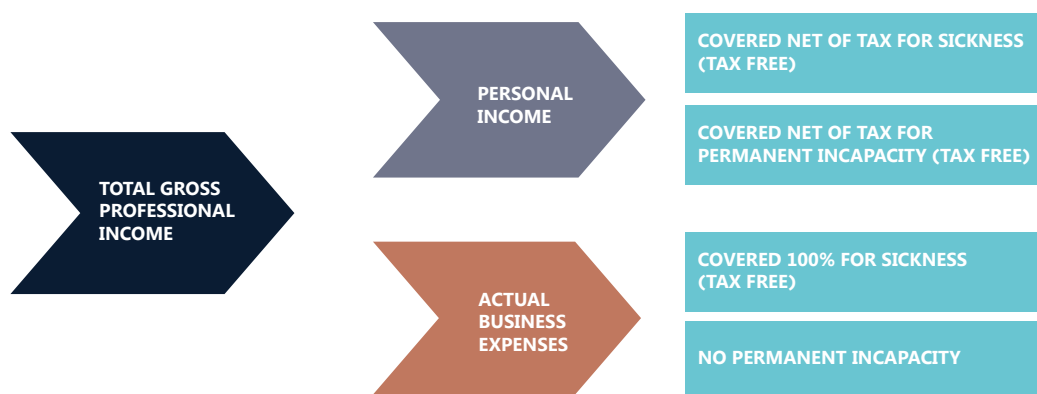 TOTAL GROSS
PROFESSIONAL
INCOME
PERSONAL
INCOME
COVERED NET OF TAX FOR SICKNESS
(TAX FREE)
COVERED NET OF TAX FOR
PERMANENT INCAPACITY (TAX FREE)
ACTUAL
BUSINESS
EXPENSES
COVERED 100% FOR SICKNESS
(TAX FREE)
NO PERMANENT INCAPACITY